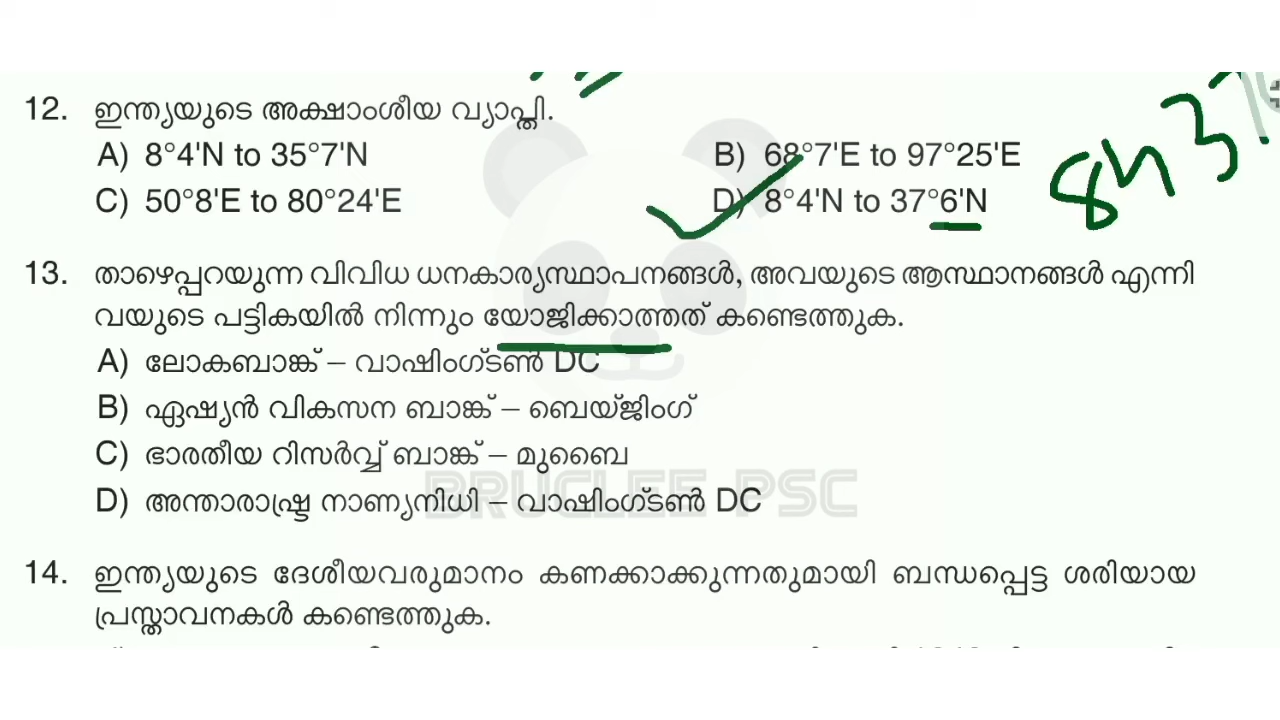 12. ഇന്ത്യയുടെ അക്ഷാംശീയ വ്യാപ്തി.
A) 8°4'N to 35°7'N B) 68°7'E to 97°25'E
C) 50°8'E to 80°24'E D) 8°4'N to 37°6'N
13. താഴെപ്പറയുന്ന വിവിധ ധനകാര്യസ്ഥാപനങ്ങൾ, അവയുടെ ആസ്ഥാനങ്ങൾ എന്നി
വയുടെ പട്ടികയിൽ നിന്നും യോജിക്കാത്തത് കണ്ടെത്തുക.
A) ലോകബാങ്ക് – വാഷിംഗ്ടൺ DC
B) ഏഷ്യൻ വികസന ബാങ്ക് – ബെയ്ജിംഗ്
C) ഭാരതീയ റിസർവ്വ് ബാങ്ക് – മുബൈ
BRUCLEE PSC
D) അന്താരാഷ്ട്ര നാണ്യനിധി – വാഷിംഗ്ടൺ DC
14. ഇന്ത്യയുടെ ദേശീയവരുമാനം കണക്കാക്കുന്നതുമായി ബന്ധപ്പെട്ട ശരിയായ
പ്രസ്താവനകൾ കണ്ടെത്തുക.